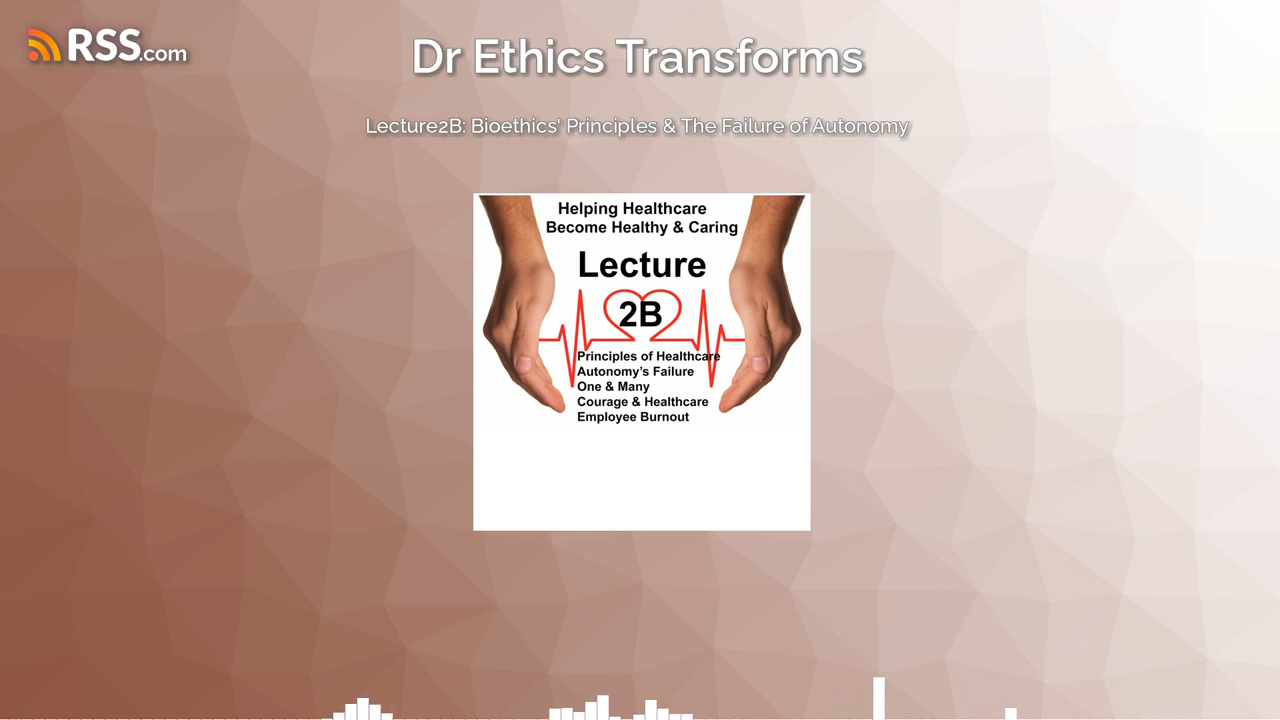 RSS.com
Dr Ethics Transforms
Lecture2B: Bioethics' Principles & The Failure of Autonomy
Helping Healthcare
Become Healthy & Caring
Lecture
2B
Principles of Healthcare
Autonomy's Failure
One & Many
Courage & Healthcare
Employee Burnout